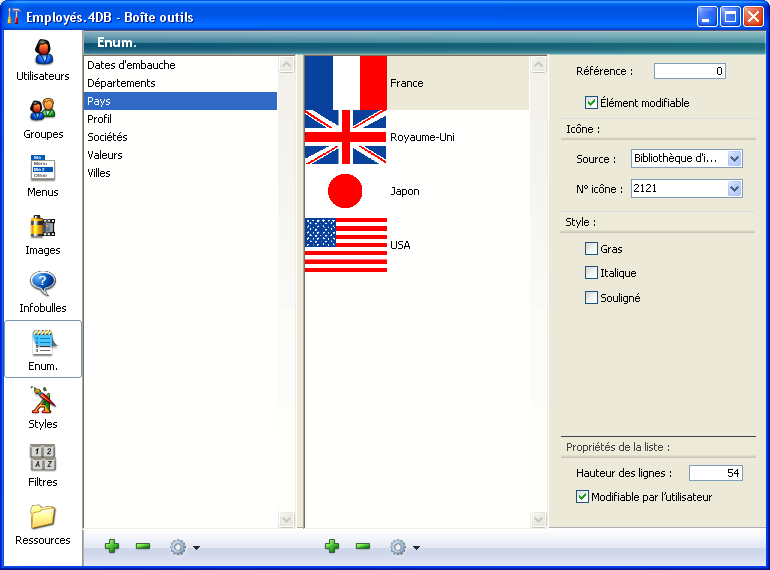 Employés.4DB - Boîte outils
Enum.
Utilisateurs
Groupes
Menus
Images
Infobulles
Enum.
Styles
Filtres
Ressources
Dates d'embauche
Départements
Pays
Profil
Sociétés
Valeurs
Villes
France
Royaume-Uni
Japon
USA
Référence : 0
Élément modifiable
Icône :
Source : Bibliothèque d'i...
N° icône : 2121
Style :
Gras
Italique
Souligné
Propriétés de la liste :
Hauteur des lignes : 54
Modifiable par l'utilisateur